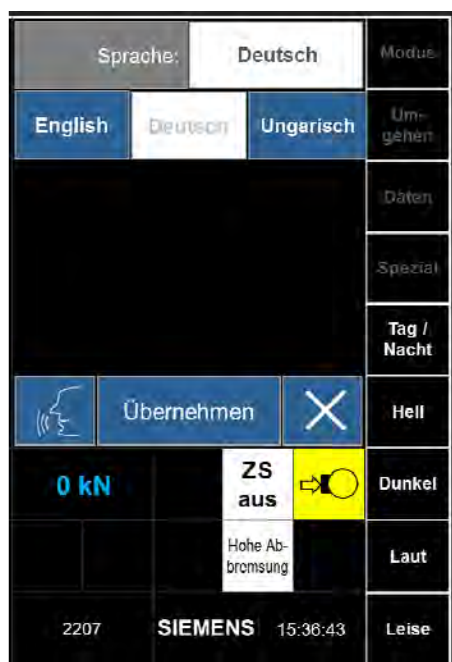 Sprache: Deutsch Modus
English Deutsch Ungarisch Um-
gehen
Daten
Spezial
Tag /
Nacht
Übernehmen Hell
0 kN ZS
aus Dunkel
Hohe Ab-
bremsung Laut
2207 SIEMENS 15:36:43 Leise